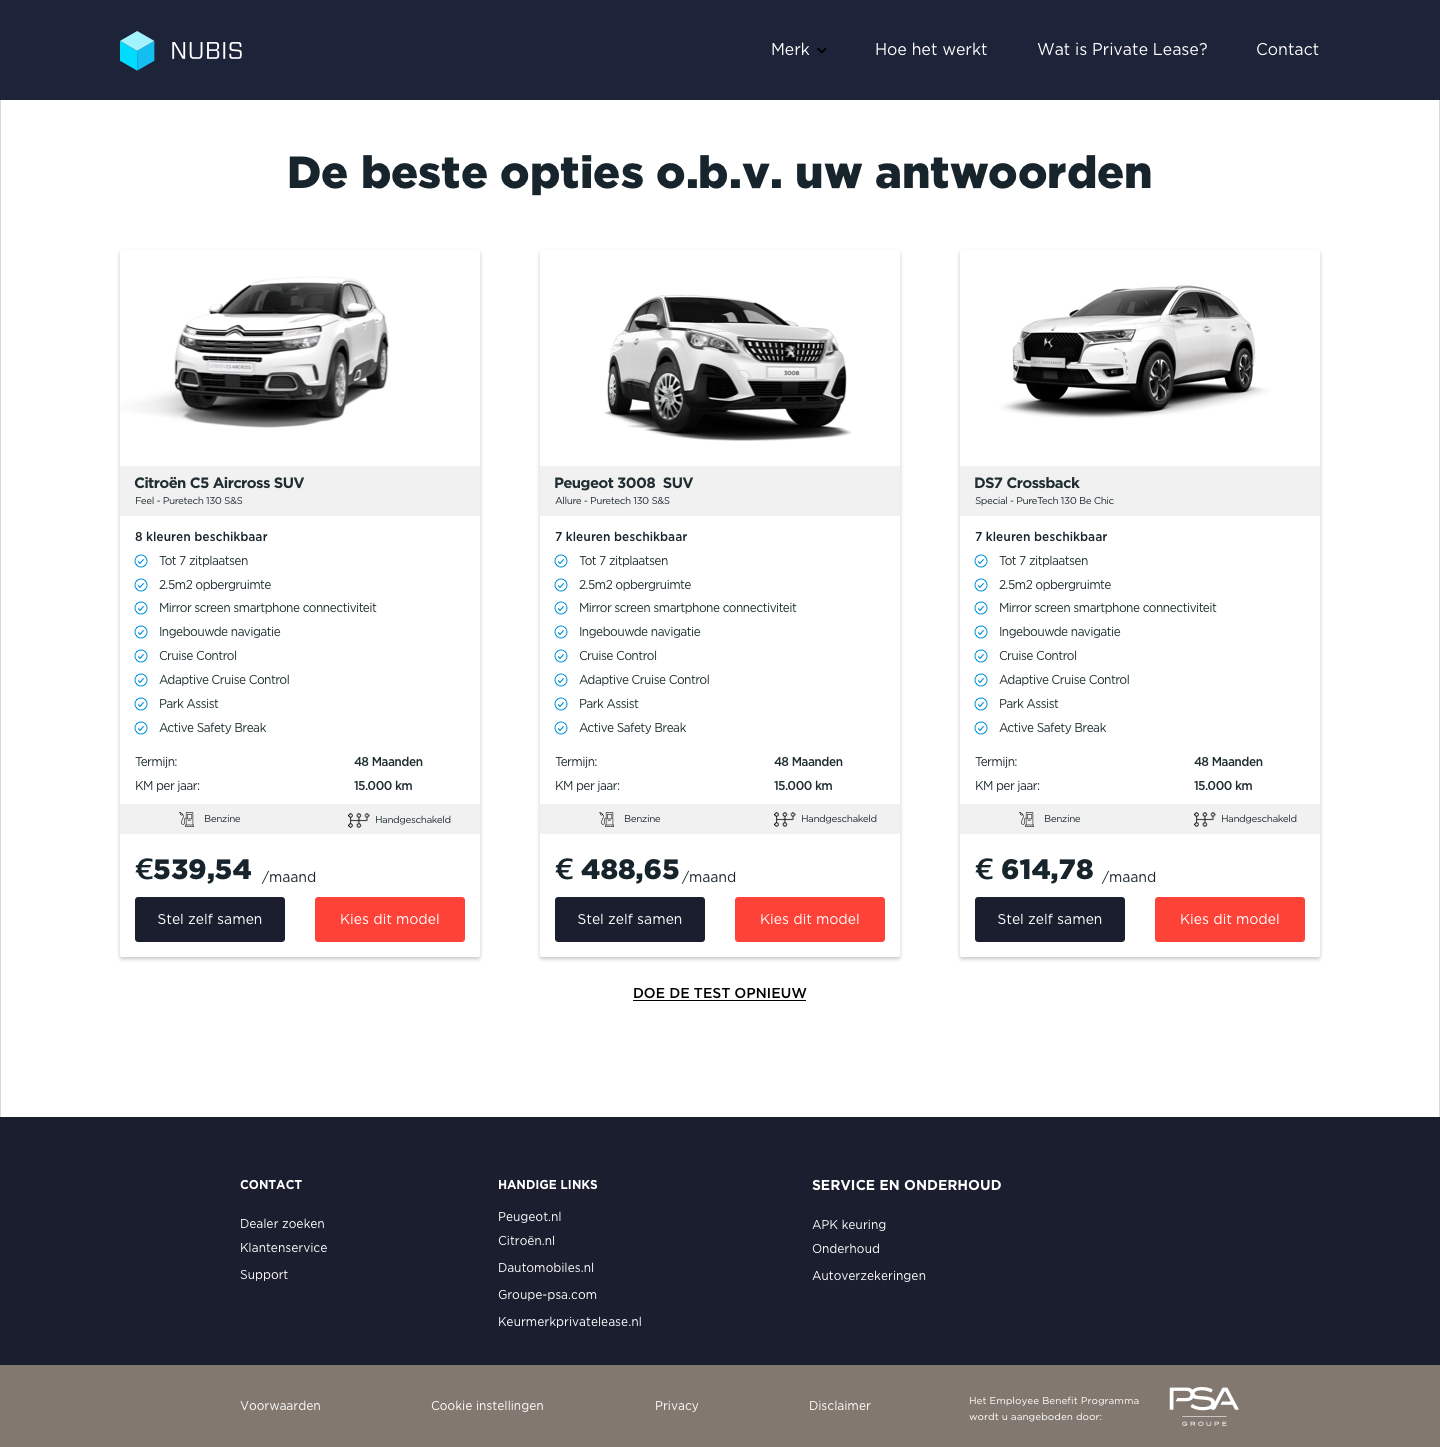 NUBIS
Merk
Hoe het werkt
Wat is Private Lease?
Contact
De beste opties o.b.v. uw antwoorden
Citroën C5 Aircross SUV
Feel - Puretech 130 S&S
8 kleuren beschikbaar
Tot 7 zitplaatsen
2.5m2 opbergruimte
Mirror screen smartphone connectiviteit
Ingebouwde navigatie
Cruise Control
Adaptive Cruise Control
Park Assist
Active Safety Break
Termijn: 48 Maanden
KM per jaar: 15.000 km
Benzine Handgeschakeld
€539,54 /maand
Stel zelf samen
Kies dit model
3008
Peugeot 3008 SUV
Allure - Puretech 130 S&S
7 kleuren beschikbaar
Tot 7 zitplaatsen
2.5m2 opbergruimte
Mirror screen smartphone connectiviteit
Ingebouwde navigatie
Cruise Control
Adaptive Cruise Control
Park Assist
Active Safety Break
Termijn: 48 Maanden
KM per jaar: 15.000 km
Benzine Handgeschakeld
€ 488,65 /maand
Stel zelf samen
Kies dit model
DS7 Crossback
Special - PureTech 130 Be Chic
7 kleuren beschikbaar
Tot 7 zitplaatsen
2.5m2 opbergruimte
Mirror screen smartphone connectiviteit
Ingebouwde navigatie
Cruise Control
Adaptive Cruise Control
Park Assist
Active Safety Break
Termijn: 48 Maanden
KM per jaar: 15.000 km
Benzine Handgeschakeld
€ 614,78 /maand
Stel zelf samen
Kies dit model
DOE DE TEST OPNIEUW
CONTACT
Dealer zoeken
Klantenservice
Support
HANDIGE LINKS
Peugeot.nl
Citroën.nl
Dautomobiles.nl
Groupe-psa.com
Keurmerkprivatelease.nl
SERVICE EN ONDERHOUD
APK keuring
Onderhoud
Autoverzekeringen
Voorwaarden
Cookie instellingen
Privacy
Disclaimer
Het Employee Benefit Programma
wordt u aangeboden door:
PSA
GROUPE